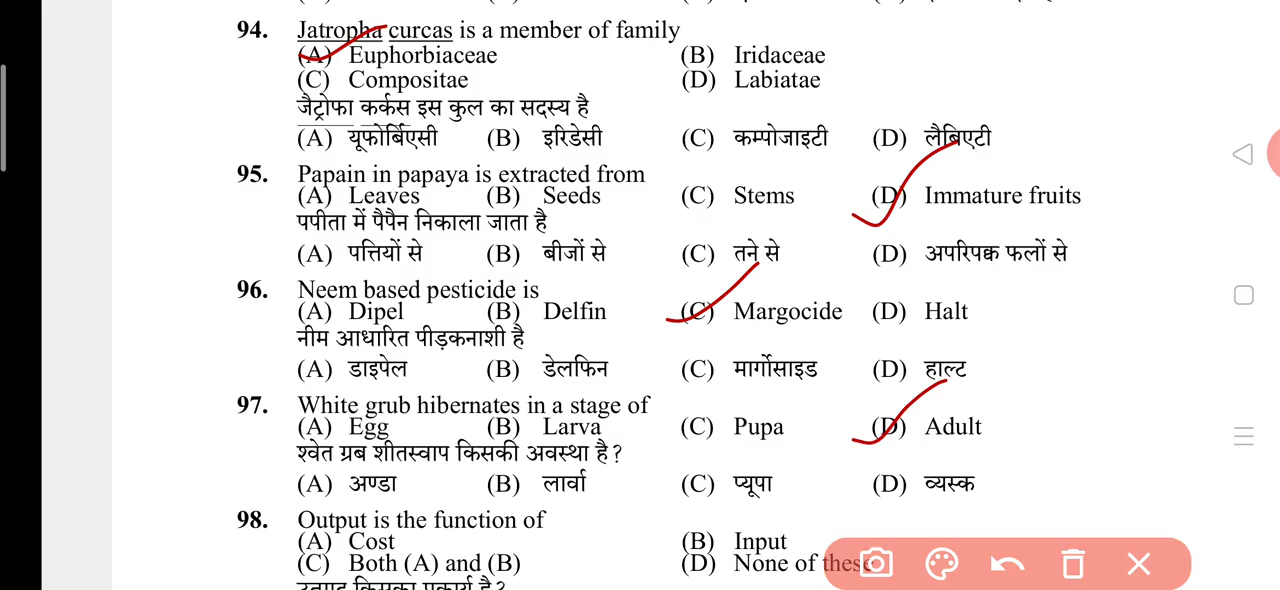 94. Jatropha curcas is a member of family
(A) Euphorbiaceae (B) Iridaceae
(C) Compositae (D) Labiatae
जैट्रोफा कर्कस इस कुल का सदस्य है
(A) यूफोर्बिएसी (B) इरिडेसी (C) कम्पोजाइटी (D) लैबिएटी
95. Papain in papaya is extracted from
(A) Leaves (B) Seeds (C) Stems (D) Immature fruits
पपीता में पैपैन निकाला जाता है
(A) पत्तियों से (B) बीजों से (C) तने से (D) अपरिपक्व फलों से
96. Neem based pesticide is
(A) Dipel (B) Delfin (C) Margocide (D) Halt
नीम आधारित पीड़कनाशी है
(A) डाइपेल (B) डेलफिन (C) मार्गोसाइड (D) हाल्ट
97. White grub hibernates in a stage of
(A) Egg (B) Larva (C) Pupa (D) Adult
श्वेत ग्रब शीतस्वाप किसकी अवस्था है ?
(A) अण्डा (B) लार्वा (C) प्यूपा (D) व्यस्क
98. Output is the function of
(A) Cost (B) Input
(C) Both (A) and (B) (D) None of these